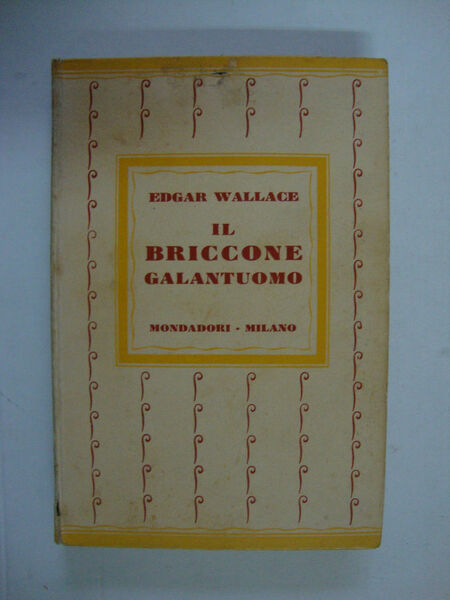 EDGAR WALLACE
IL
BRICCONE
GALANTUOMO
MONDADORI · MILANO